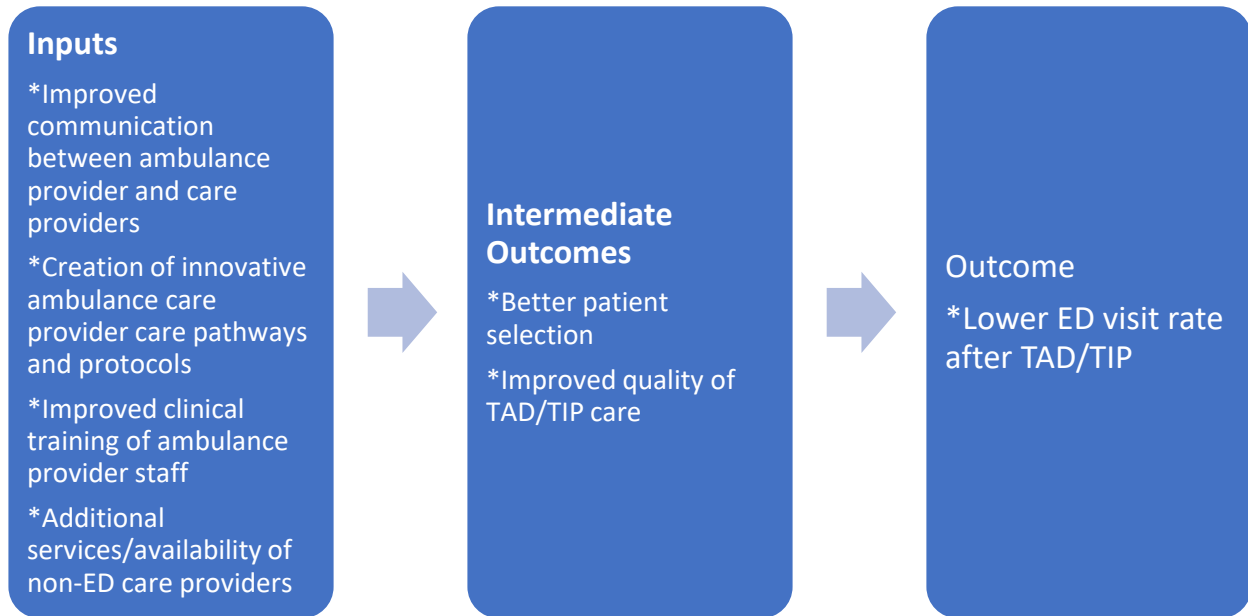 Inputs
*Improved
communication
between ambulance
provider and care
providers
*Creation of innovative
ambulance care
provider care pathways
and protocols
*Improved clinical
training of ambulance
provider staff
*Additional
services/availability of
non-ED care providers
Intermediate
Outcomes
*Better patient
selection
*Improved quality of
TAD/TIP care
Outcome
*Lower ED visit rate
after TAD/TIP